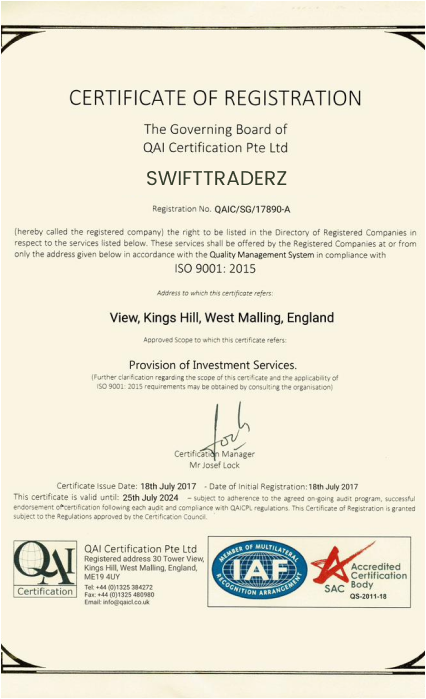 CERTIFICATE OF REGISTRATION
The Governing Board of
QAI Certification Pte Ltd
SWIFTTRADERZ
Registration No. QAIC/SG/17890-A
(hereby called the registered company) the right to be listed in the Directory of Registered Companies in
respect to the services listed below. These services shall be offered by the Registered Companies at or from
only the address given below in accordance with the Quality Management System in compliance with
ISO 9001: 2015
Address to which this certificate refers:
View, Kings Hill, West Malling, England
Approved Scope to which this certificate refers:
Provision of Investment Services.
(Further clarification regarding the scope of this certificate and the applicability of
ISO 9001: 2015 requirements may be obtained by consulting the organisation)
Certification Manager
Mr Josef Lock
Certificate Issue Date: 18th July 2017 - Date of Initial Registration: 18th July 2017
This certificate is valid until: 25th July 2024 – subject to adherence to the agreed on-going audit program, successful
endorsement of certification following each audit and compliance with QAICPL regulations. This Certificate of Registration is granted
subject to the Regulations approved by the Certification Council.
QAI
Certification
QAI Certification Pte Ltd
Registered address 30 Tower View,
Kings Hill, West Malling, England,
ME19 4UY
Tel: +44 (0)1325 384272
Fax: +44 (0)1325 480980
Email: info@qaicl.co.uk
MEMBER OF MULTILATERAL
IAF
RECOGNITION ARRANGEMENT
SAC
Accredited
Certification
Body
QS-2011-18